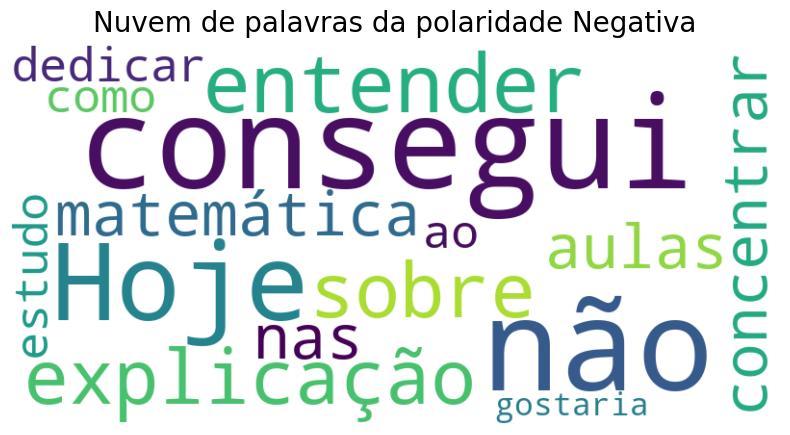 Nuvem de palavras da polaridade Negativa
dedicar
como
entender
consegui
concentrar
matemática
ao
estudo
Hoje
sobre
aulas
nas
não
explicação
gostaria